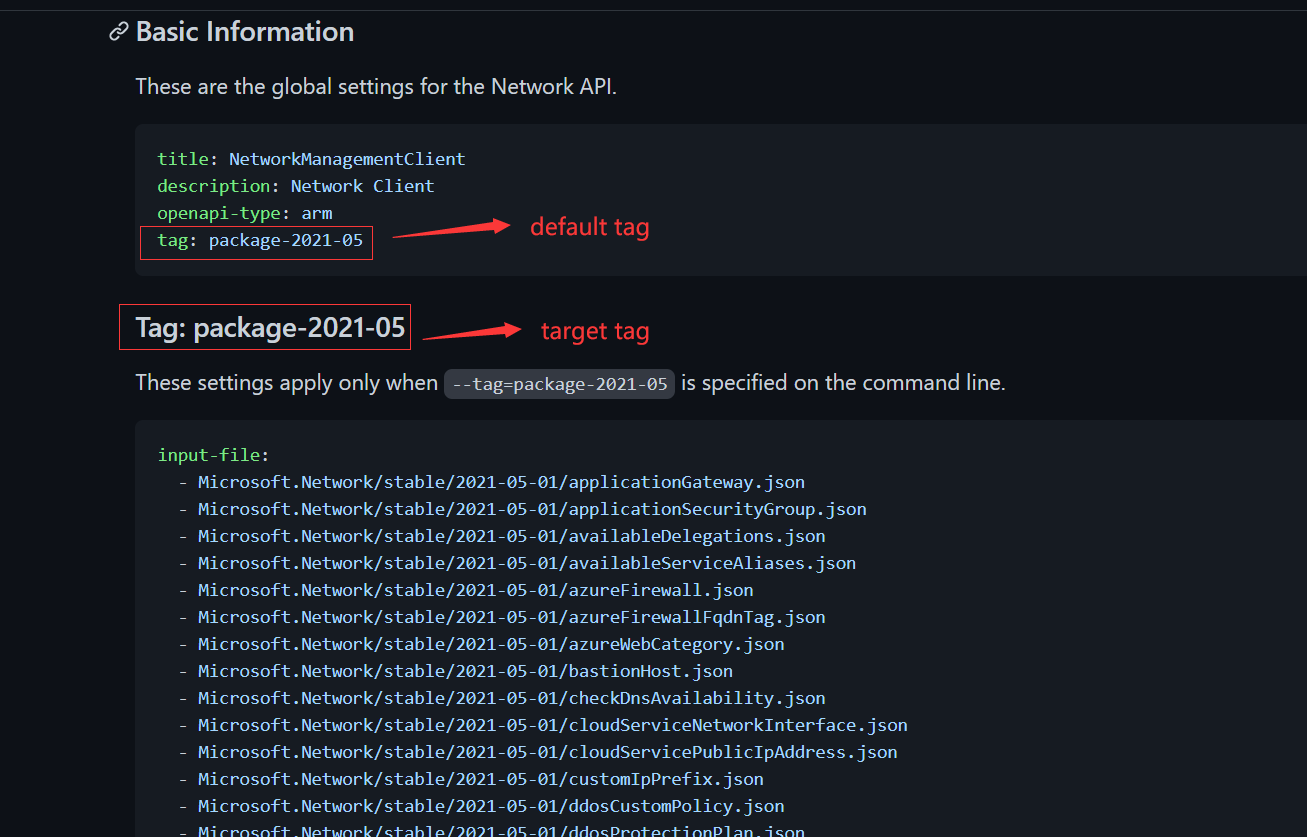 Basic Information
These are the global settings for the Network API.
title: NetworkManagementClient
description: Network Client
openapi-type: arm
tag: package-2021-05
default tag
Tag: package-2021-05
target tag
These settings apply only when --tag=package-2021-05 is specified on the command line.
input-file:
- Microsoft.Network/stable/2021-05-01/applicationGateway.json
- Microsoft.Network/stable/2021-05-01/applicationSecurityGroup.json
- Microsoft.Network/stable/2021-05-01/availableDelegations.json
- Microsoft.Network/stable/2021-05-01/availableServiceAliases.json
- Microsoft.Network/stable/2021-05-01/azureFirewall.json
- Microsoft.Network/stable/2021-05-01/azureFirewallFqdnTag.json
- Microsoft.Network/stable/2021-05-01/azureWebCategory.json
- Microsoft.Network/stable/2021-05-01/bastionHost.json
- Microsoft.Network/stable/2021-05-01/checkDnsAvailability.json
- Microsoft.Network/stable/2021-05-01/cloudServiceNetworkInterface.json
- Microsoft.Network/stable/2021-05-01/cloudServicePublicIpAddress.json
- Microsoft.Network/stable/2021-05-01/customIpPrefix.json
- Microsoft.Network/stable/2021-05-01/ddosCustomPolicy.json
- Microsoft.Network/stable/2021-05-01/ddosProtectionPlan.json